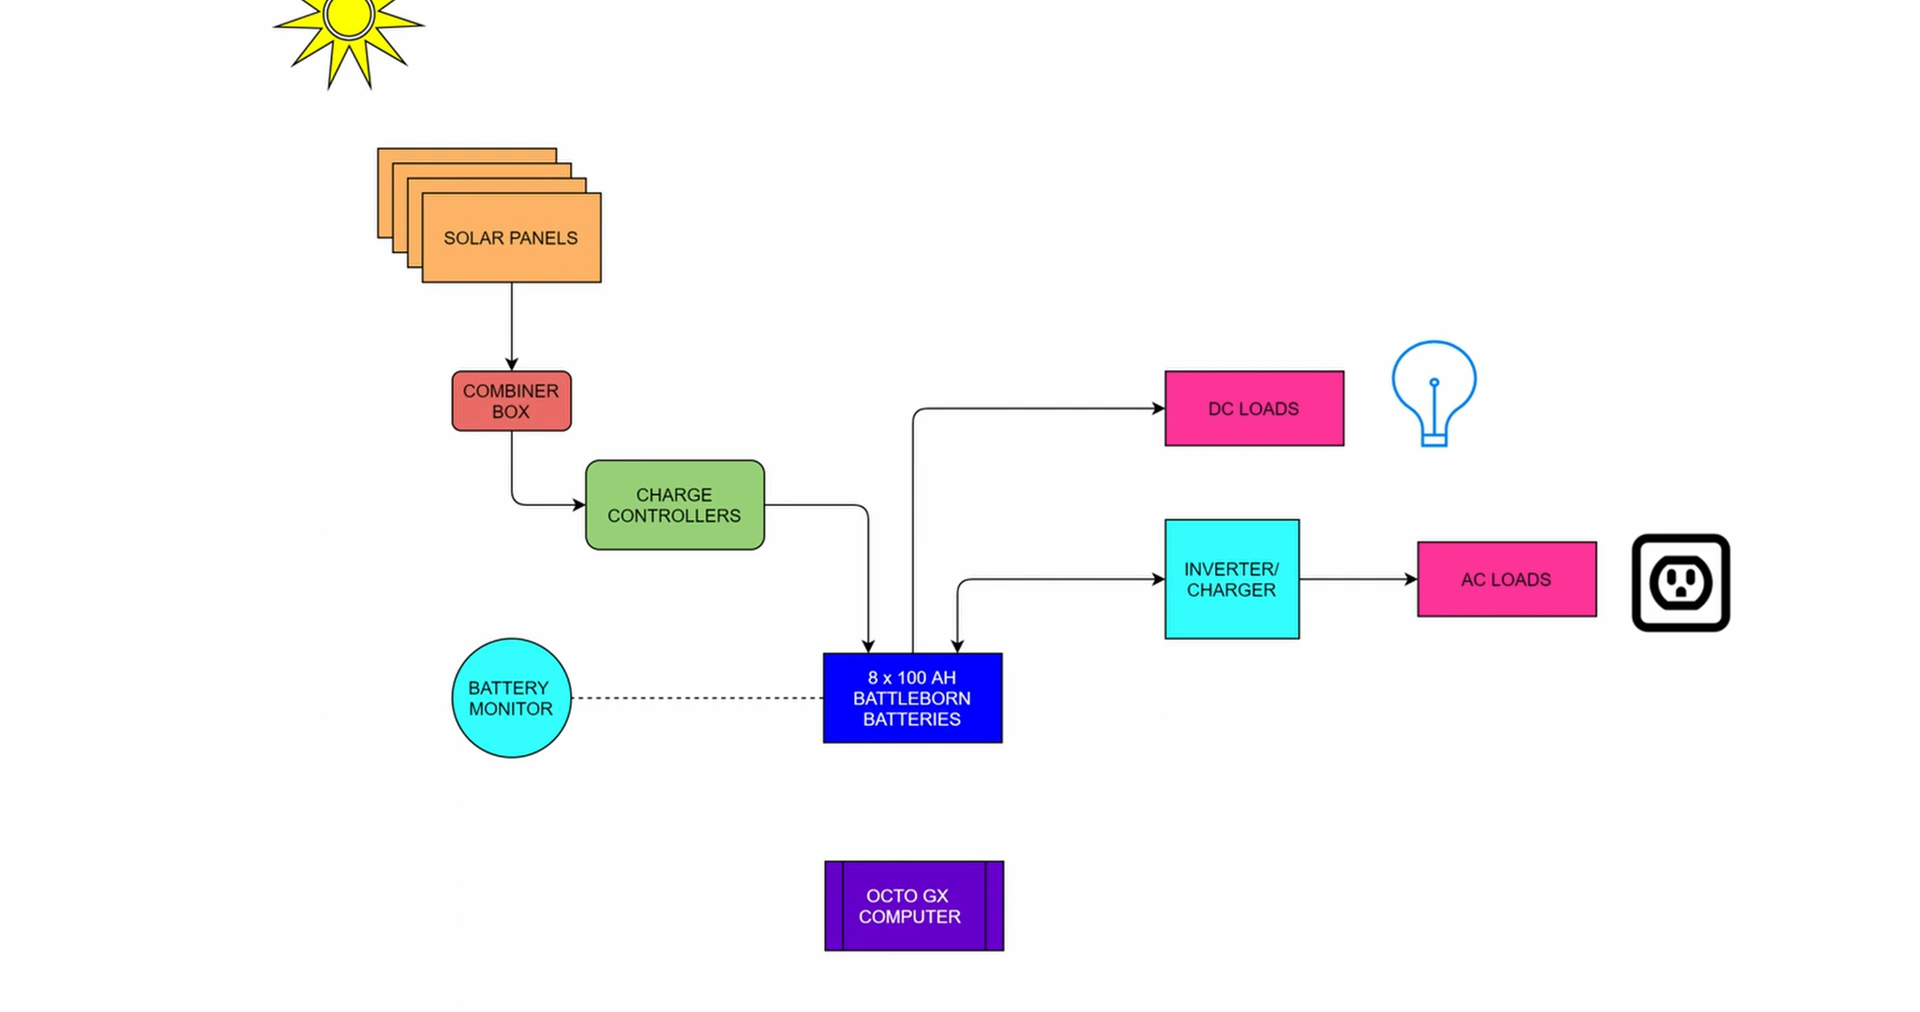 SOLAR PANELS
COMBINER
BOX
CHARGE
CONTROLLERS
DC LOADS
INVERTER/
CHARGER
AC LOADS
BATTERY
MONITOR
8 x 100 AH
BATTLEBORN
BATTERIES
OCTO GX
COMPUTER